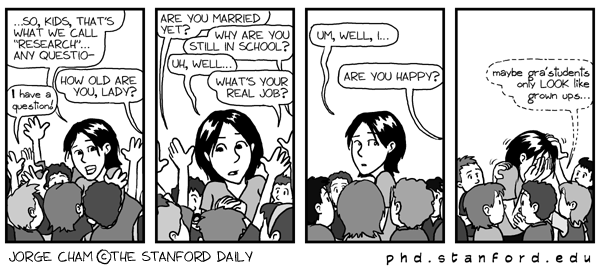 ...SO, KIDS, THAT'S
WHAT WE CALL
"RESEARCH"...
ANY QUESTIO-
I have a
question!
HOW OLD ARE
YOU, LADY?
ARE YOU MARRIED
YET?
WHY ARE YOU
STILL IN SCHOOL?
UH, WELL...
WHAT'S YOUR
REAL JOB?
UM, WELL, I...
ARE YOU HAPPY?
maybe gra'students
only LOOK like
grown ups...
JORGE CHAM ©THE STANFORD DAILY
phd.stanford.edu